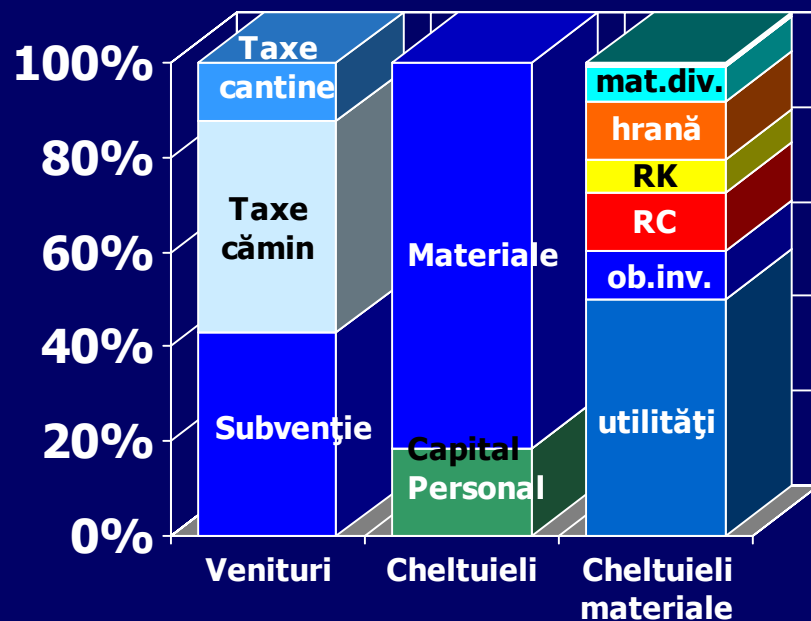 100%
80%
60%
40%
20%
0%
Taxe
cantine
Taxe
cămin
Subvenţie
Materiale
Capital
Personal
mat.div.
hrană
RK
RC
ob.inv.
utilităţi
Venituri
Cheltuieli
Cheltuieli
materiale